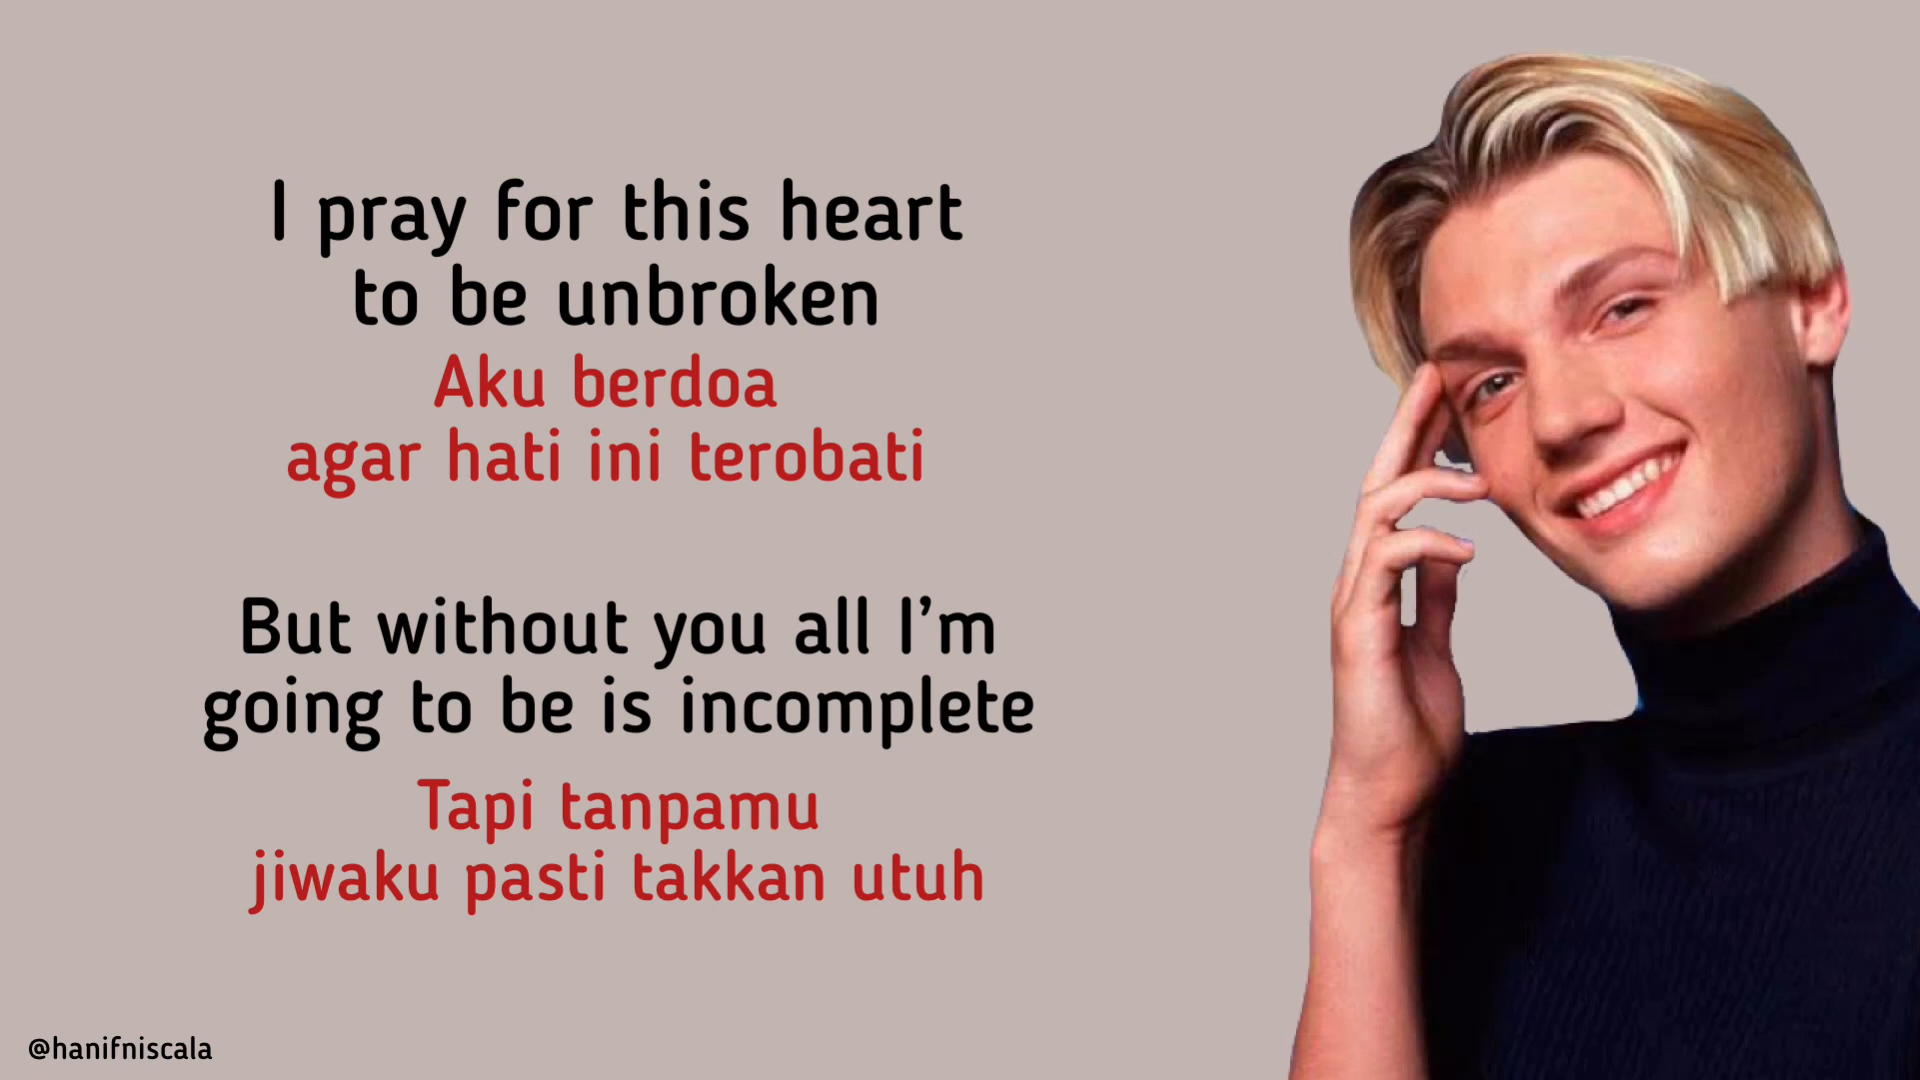 I pray for this heart
to be unbroken
Aku berdoa
agar hati ini terobati
But without you all I’m
going to be is incomplete
Tapi tanpamu
jiwaku pasti takkan utuh
@hanifniscala